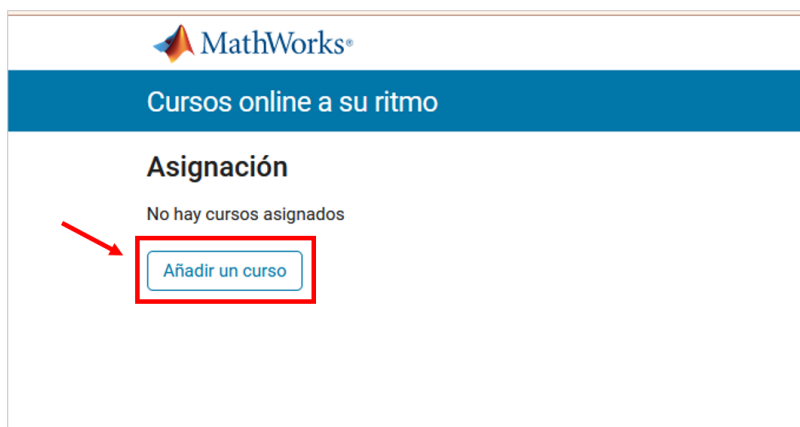 MathWorks®
Cursos online a su ritmo
Asignación
No hay cursos asignados
Añadir un curso